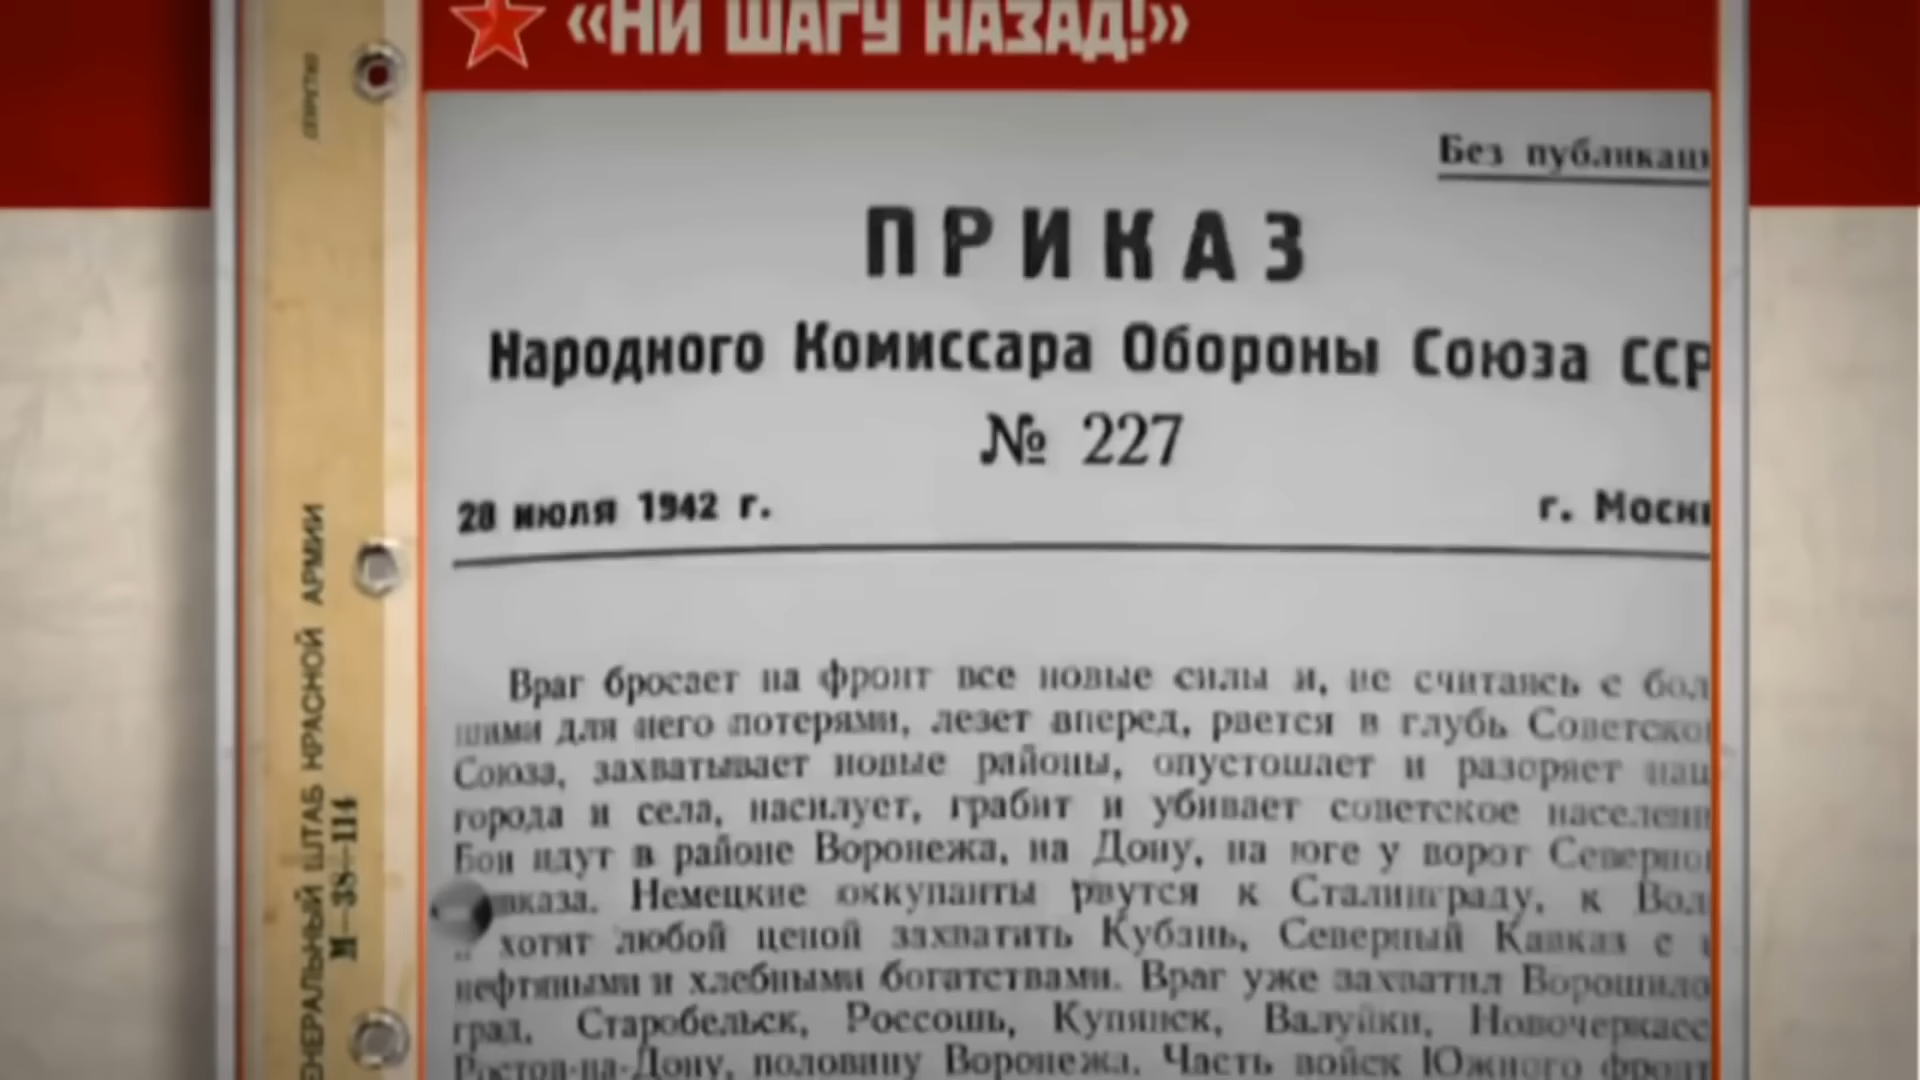 «НИ ШАГУ НАЗАД!»
Без публикаци
ПРИКАЗ
Народного Комиссара Обороны Союза ССР
№ 227
28 июля 1942 г.
г. Москв
Враг бросает на фронт все новые силы и, не считаясь с бол
шими для него потерями, лезет вперед, рвется в глубь Советско
Союза, захватывает новые районы, опустошает и разоряет наш
города и села, насилует, грабит и убивает советское населени
Бои идут в районе Воронежа, на Дону, на юге у ворот Северно
вказа. Немецкие оккупанты рвутся к Сталинграду, к Вол
хотят любой ценой захватить Кубань, Северный Кавказ с
нефтяными и хлебными богатствами. Враг уже захватил Ворошило
град, Старобельск, Россошь, Купянск, Валуйки, Новочеркасс
Ростов-на-Дону, половину Воронежа. Часть войск Южного фронт
ЕНЕРАЛЬНЫЙ ШТАБ КРАСНОЙ АРМИИ
М—38—114